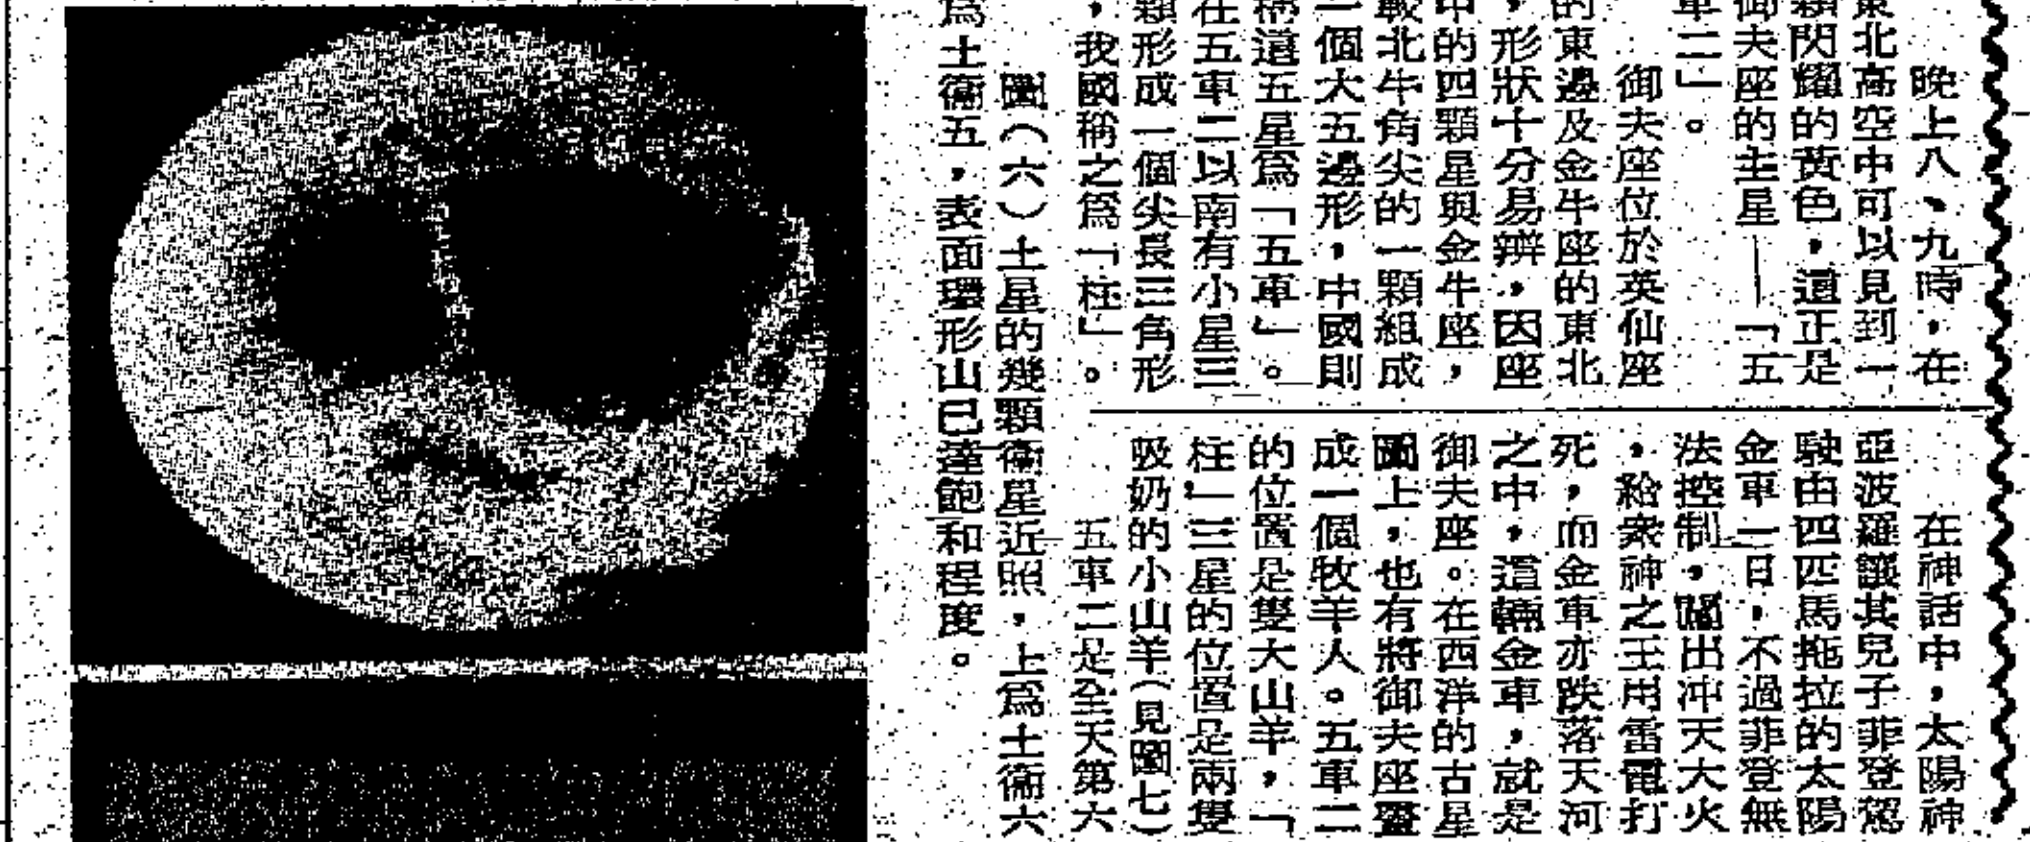 晚上八、九時，在
東北高空中可以見到一
顆閃耀的黃色，這正是
御夫座的主星——「五
車二」。
御夫座位於英仙座
的東邊及金牛座的東北
，形狀十分易辨，因座
中的四顆星與金牛座，
較北牛角尖的一顆組成
一個大五邊形，中國則
稱這五星爲「五車」。
在五車二以南有小星三
顆形成一個尖長三角形
，我國稱之爲「柱」。
在神話中，太陽神
亞波羅讓其兒子菲登駕
駛由四匹馬拖拉的太陽
金車一日，不過菲登無
法控制，闖出冲天大火
，給衆神之王用雷電打
死，而金車亦跌落天河
之中，這輛金車，就是
御夫座。在西洋的古星
圖上，也有將御夫座畫
成一個牧羊人。五車二
的位置是隻大山羊，「
柱」三星的位置是兩隻
吸奶的小山羊（見圖七）
五車二是全天第六
圖（六）土星的幾顆衞星近照，上爲土衞六
爲土衞五，表面環形山已達飽和程度。